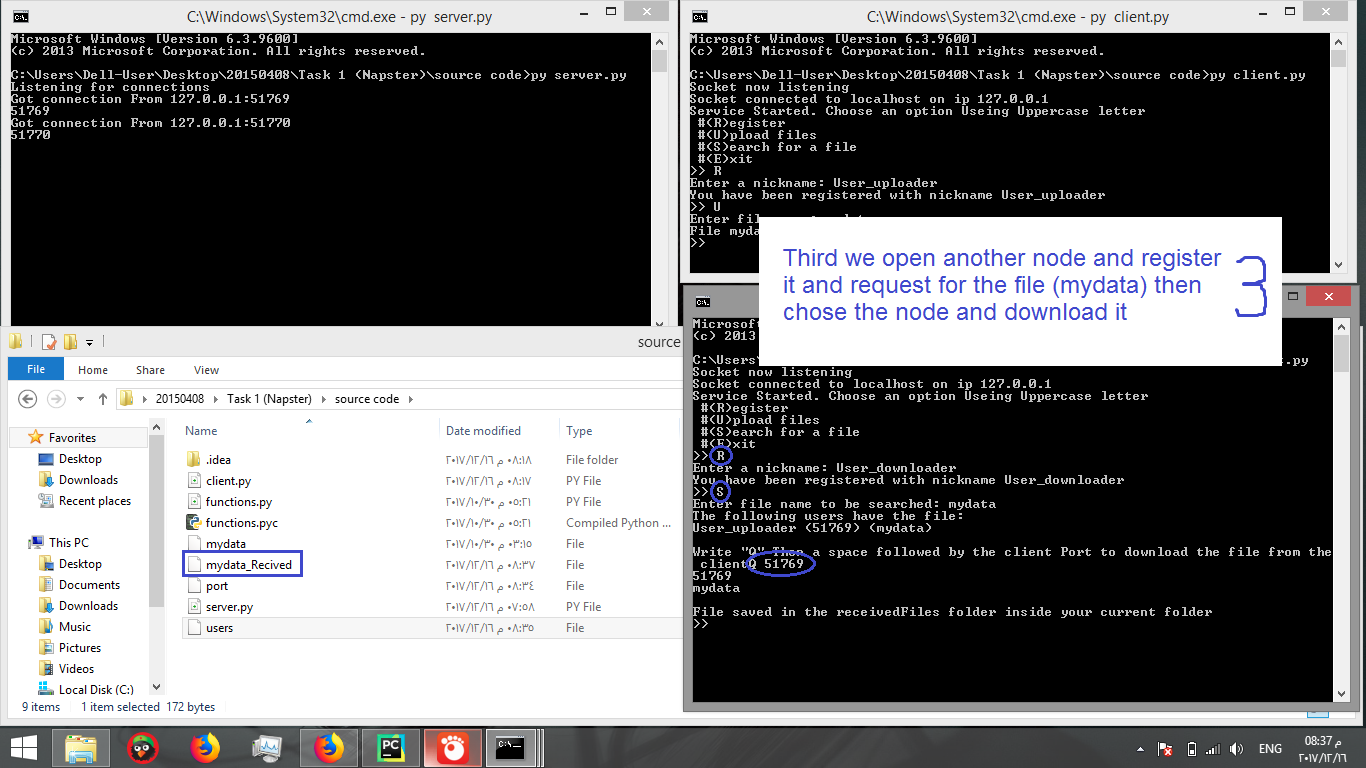 C:\Windows\System32\cmd.exe - py server.py
Microsoft Windows [Version 6.3.9600]
(c) 2013 Microsoft Corporation. All rights reserved.
C:\Users\Dell-User\Desktop\20150408\Task 1 (Napster)\source code>py server.py
Listening for connections
Got connection From 127.0.0.1:51769
51769
Got connection From 127.0.0.1:51770
51770
C:\Windows\System32\cmd.exe - py client.py
Microsoft Windows [Version 6.3.9600]
(c) 2013 Microsoft Corporation. All rights reserved.
C:\Users\Dell-User\Desktop\20150408\Task 1 (Napster)\source code>py client.py
Socket now listening
Socket connected to localhost on ip 127.0.0.1
Service Started. Choose an option Useing Uppercase letter
#(R)egister
#(U)pload files
#(S)earch for a file
#(E)xit
>> R
Enter a nickname: User_uploader
You have been registered with nickname User_uploader
>> U
Enter fil
File myda
>>
Third we open another node and register
it and request for the file (mydata) then
chose the node and download it
3
Microsoft
(c) 2013
C:\Users .py
Socket now listening
Socket connected to localhost on ip 127.0.0.1
Service Started. Choose an option Useing Uppercase letter
#(R)egister
#(U)pload files
#(S)earch for a file
#(E)xit
>> R
Enter a nickname: User_downloader
You have been registered with nickname User_downloader
>> S
Enter file name to be searched: mydata
The following users have the file:
User_uploader (51769) (mydata)
Write "Q" Then a space followed by the client Port to download the file from the
clientQ 51769
51769
mydata
File saved in the receivedFiles folder inside your current folder
>>
source
File Home Share View
20150408 Task 1 (Napster) source code
Favorites
Desktop
Downloads
Recent places
This PC
Desktop
Documents
Downloads
Music
Pictures
Videos
Local Disk (C:)
Name Date modified Type
.idea ٢٠١٧/١٢/١٦ ٠٨:١٨ م File folder
client.py ٢٠١٧/١٢/١٦ ٠٨:١٧ م PY File
functions.py ٢٠١٧/١٠/٣٠ ٠٥:٢١ م PY File
functions.pyc ٢٠١٧/١٠/٣٠ ٠٥:٢١ م Compiled Python ...
mydata ٢٠١٧/١٠/٣٠ ٠٣:١٥ م File
mydata_Recived ٢٠١٧/١٢/١٦ ٠٨:٣٧ م File
port ٢٠١٧/١٢/١٦ ٠٨:٣٤ م File
server.py ٢٠١٧/١٢/١٦ ٠٧:٥٨ م PY File
users ٢٠١٧/١٢/١٦ ٠٨:٣٥ م File
9 items 1 item selected 172 bytes
PC
ENG
08:37 م
٢٠١٧/١٢/١٦